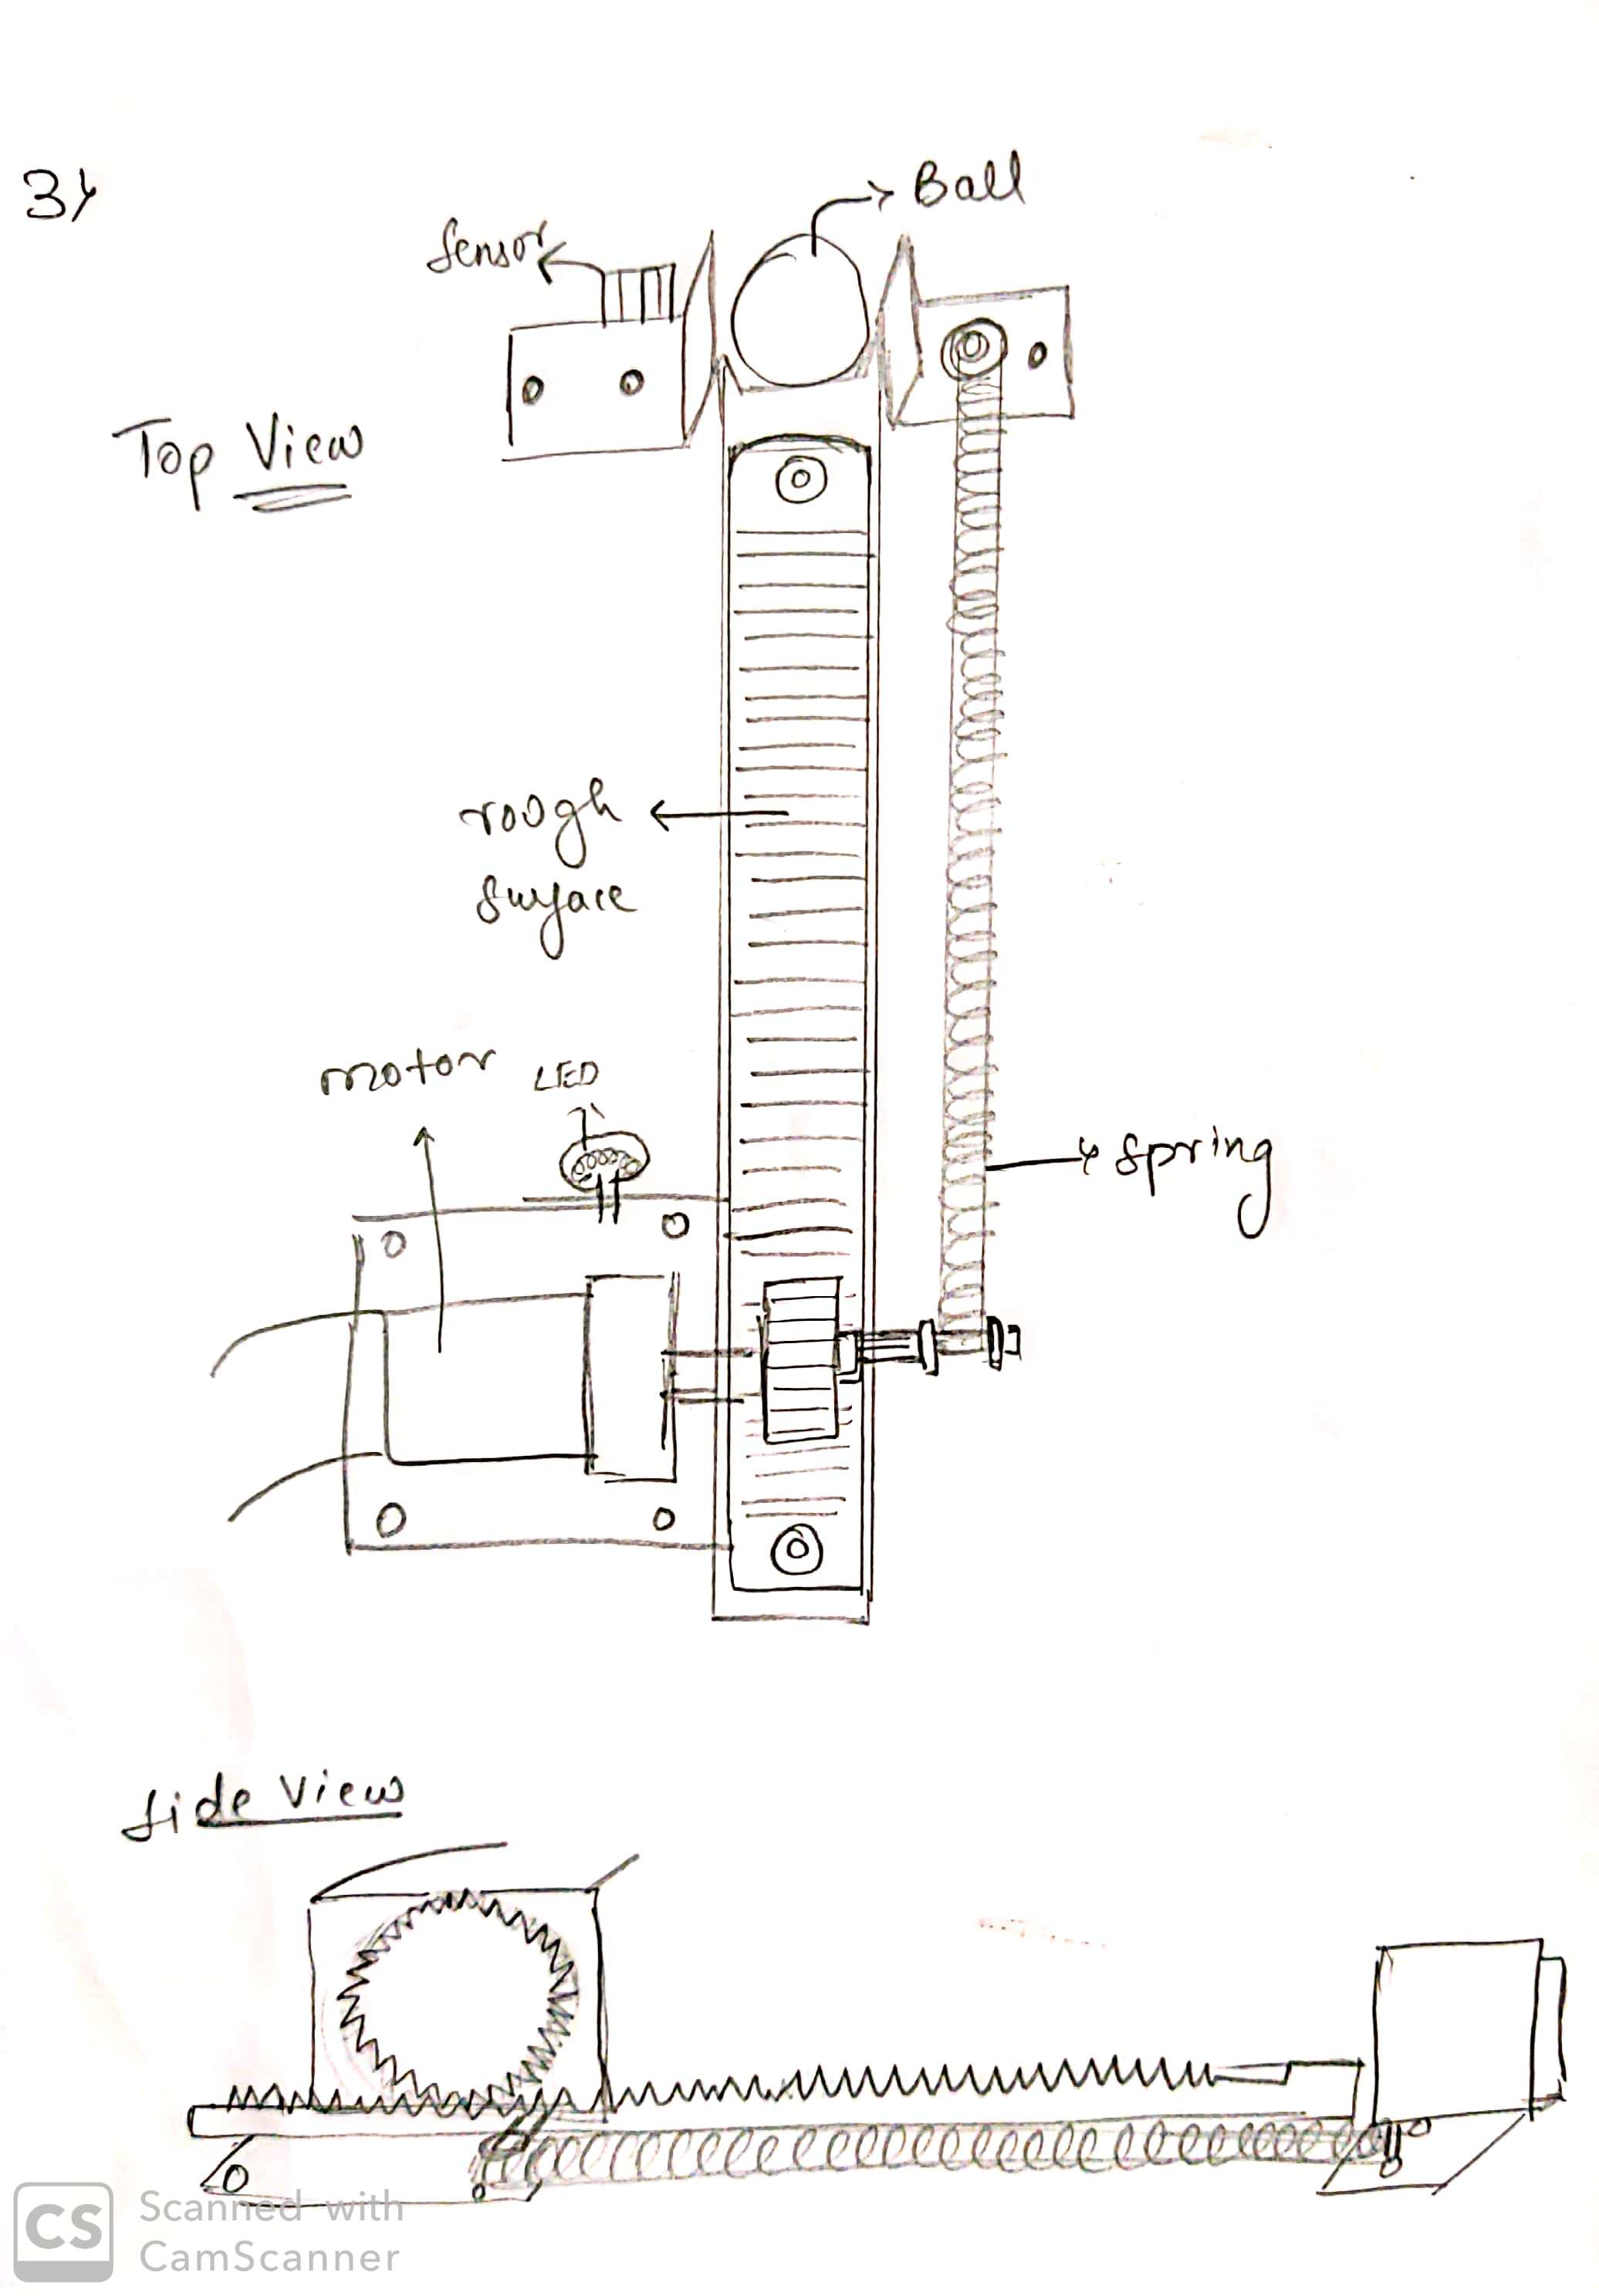 3)
Ball
Sensor
Top View
rough
surface
motor
LED
spring
Side View
CS
Scanned with
CamScanner